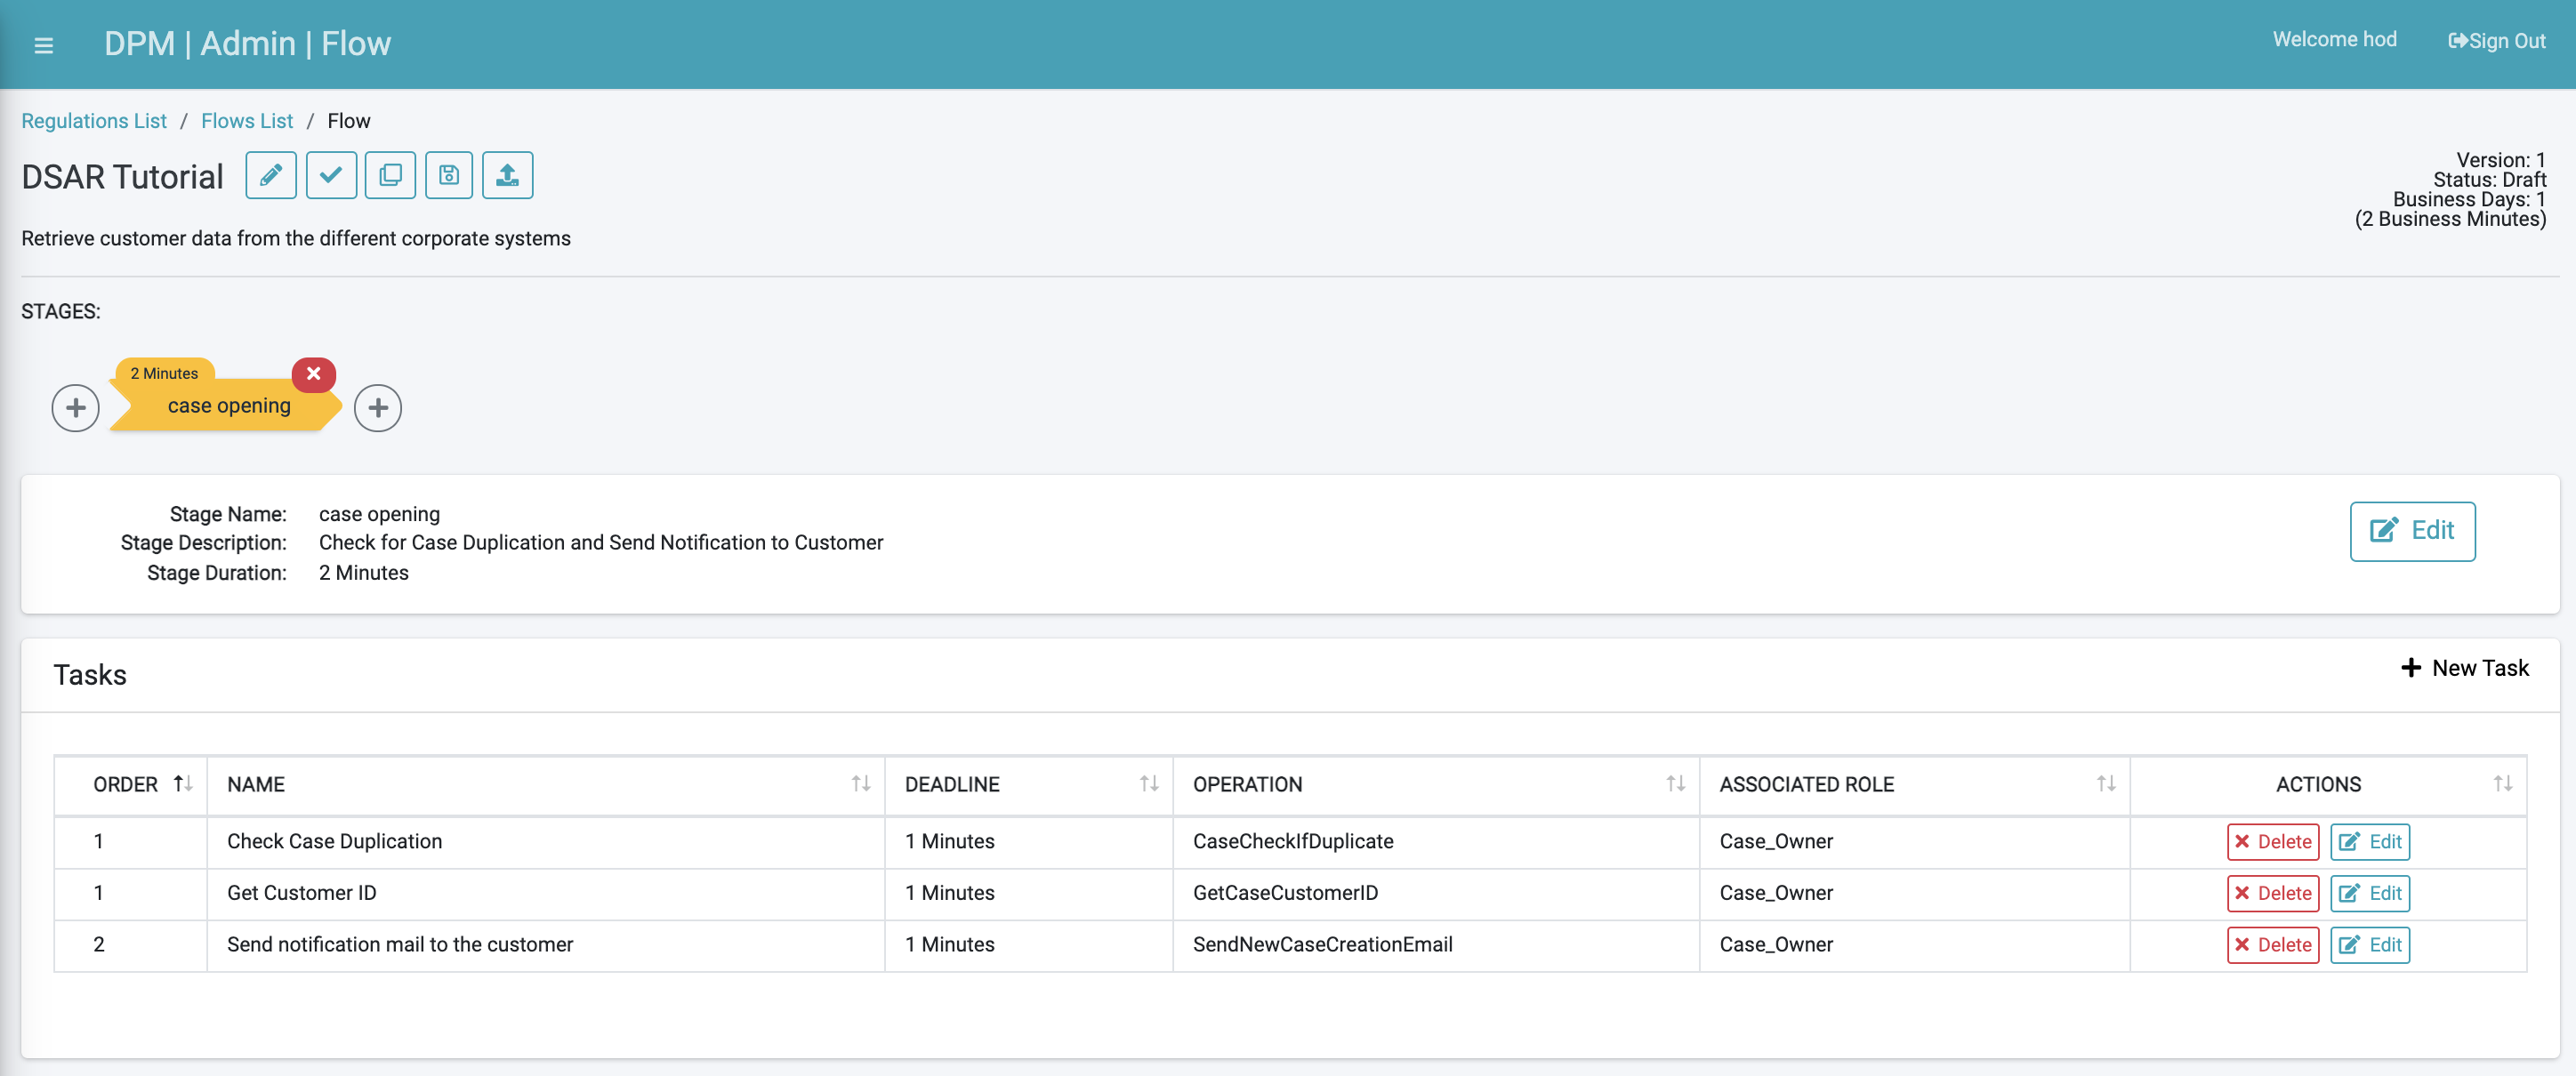 DPM | Admin | Flow
Welcome hod
Sign Out
Regulations List / Flows List / Flow
DSAR Tutorial
Version: 1
Status: Draft
Business Days: 1
(2 Business Minutes)
Retrieve customer data from the different corporate systems
STAGES:
2 Minutes
case opening
Stage Name: case opening
Stage Description: Check for Case Duplication and Send Notification to Customer
Stage Duration: 2 Minutes
Edit
Tasks
New Task
ORDER NAME DEADLINE OPERATION ASSOCIATED ROLE ACTIONS
1 Check Case Duplication 1 Minutes CaseCheckIfDuplicate Case_Owner Delete Edit
1 Get Customer ID 1 Minutes GetCaseCustomerID Case_Owner Delete Edit
2 Send notification mail to the customer 1 Minutes SendNewCaseCreationEmail Case_Owner Delete Edit